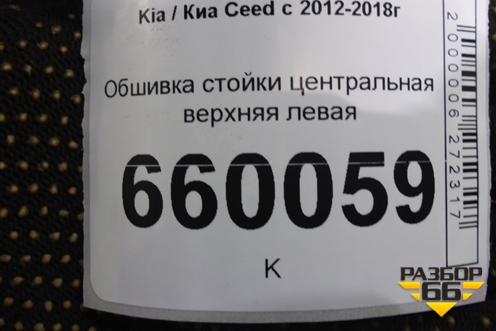 Kia / Киа Ceed с 2012-2018г
Обшивка стойки центральная
верхняя левая
660059
К
2000006272317
РАЗБОР
66